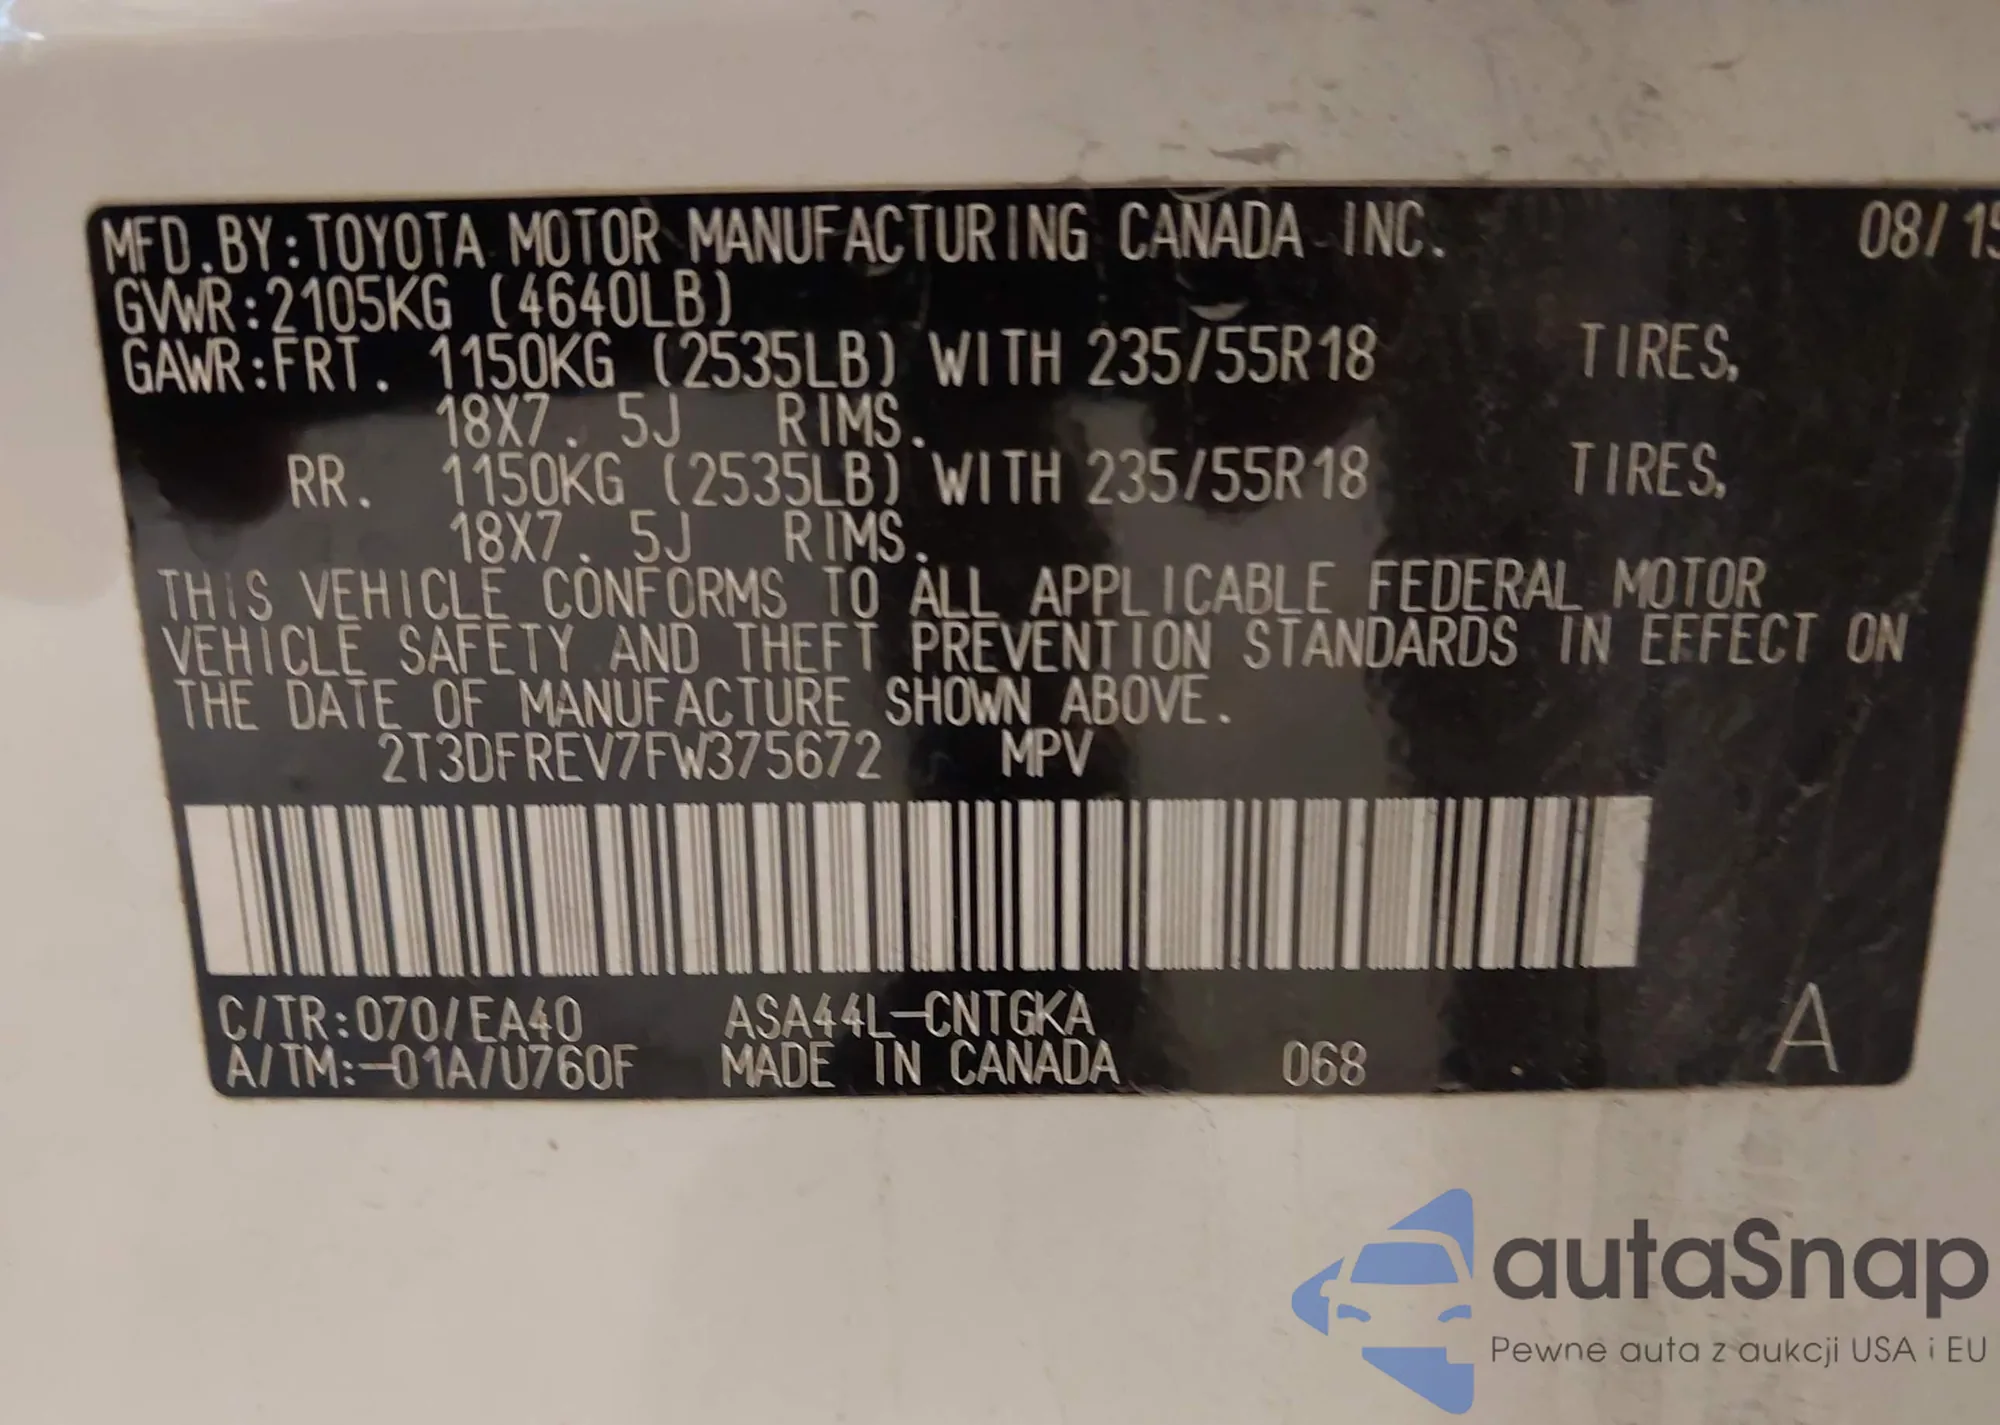 MFD.BY:TOYOTA MOTOR MANUFACTURING CANADA INC. 08/15
GVWR:2105KG (4640LB)
GAWR:FRT. 1150KG (2535LB) WITH 235/55R18 TIRES,
18X7.5J RIMS.
RR. 1150KG (2535LB) WITH 235/55R18 TIRES,
18X7.5J RIMS.
THIS VEHICLE CONFORMS TO ALL APPLICABLE FEDERAL MOTOR
VEHICLE SAFETY AND THEFT PREVENTION STANDARDS IN EFFECT ON
THE DATE OF MANUFACTURE SHOWN ABOVE.
2T3DFREV7FW375672 MPV
C/TR:070/EA40 ASA44L-CNTGKA A
A/TM:-01A/U760F MADE IN CANADA 068
autaSnap
Pewne auta z aukcji USA i EU